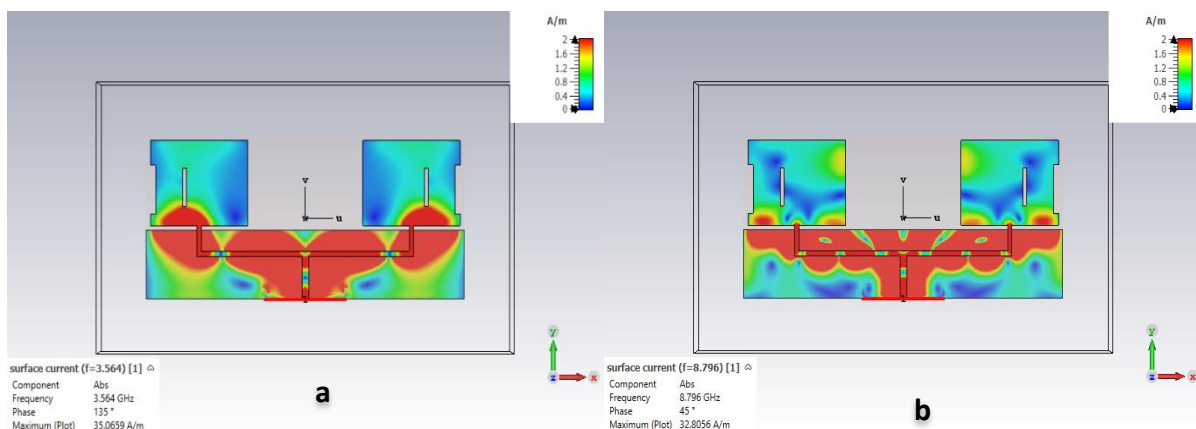 A/m
2
1.6
1.2
0.8
0.4
0
v
w
u
y
z
x
surface current (f=3.564) [1]
Component Abs
Frequency 3.564 GHz
Phase 135 °
Maximum (Plot) 35.0659 A/m
a
A/m
2
1.6
1.2
0.8
0.4
0
v
w
u
y
z
x
surface current (f=8.796) [1]
Component Abs
Frequency 8.796 GHz
Phase 45 °
Maximum (Plot) 32.8056 A/m
b